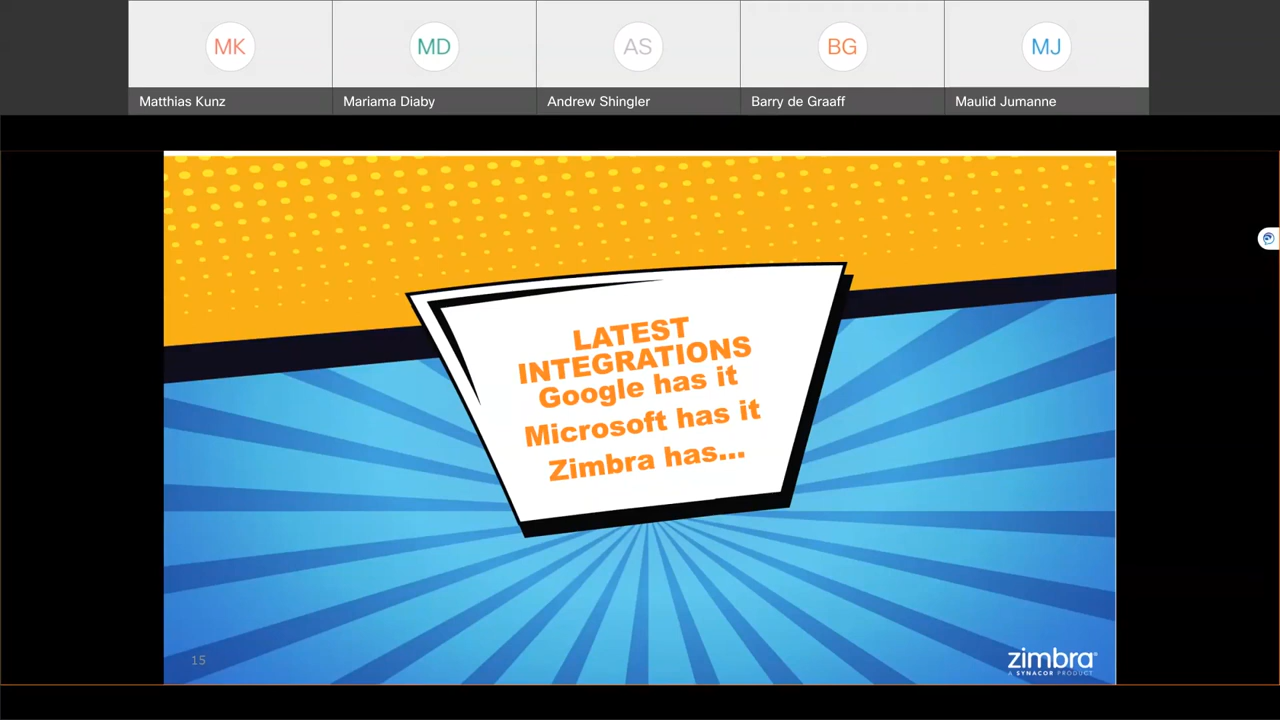 MK
MD
AS
BG
MJ
Matthias Kunz
Mariama Diaby
Andrew Shingler
Barry de Graaff
Maulid Jumanne
LATEST
INTEGRATIONS
Google has it
Microsoft has it
Zimbra has...
15
zimbra®
A SYNACOR PRODUCT